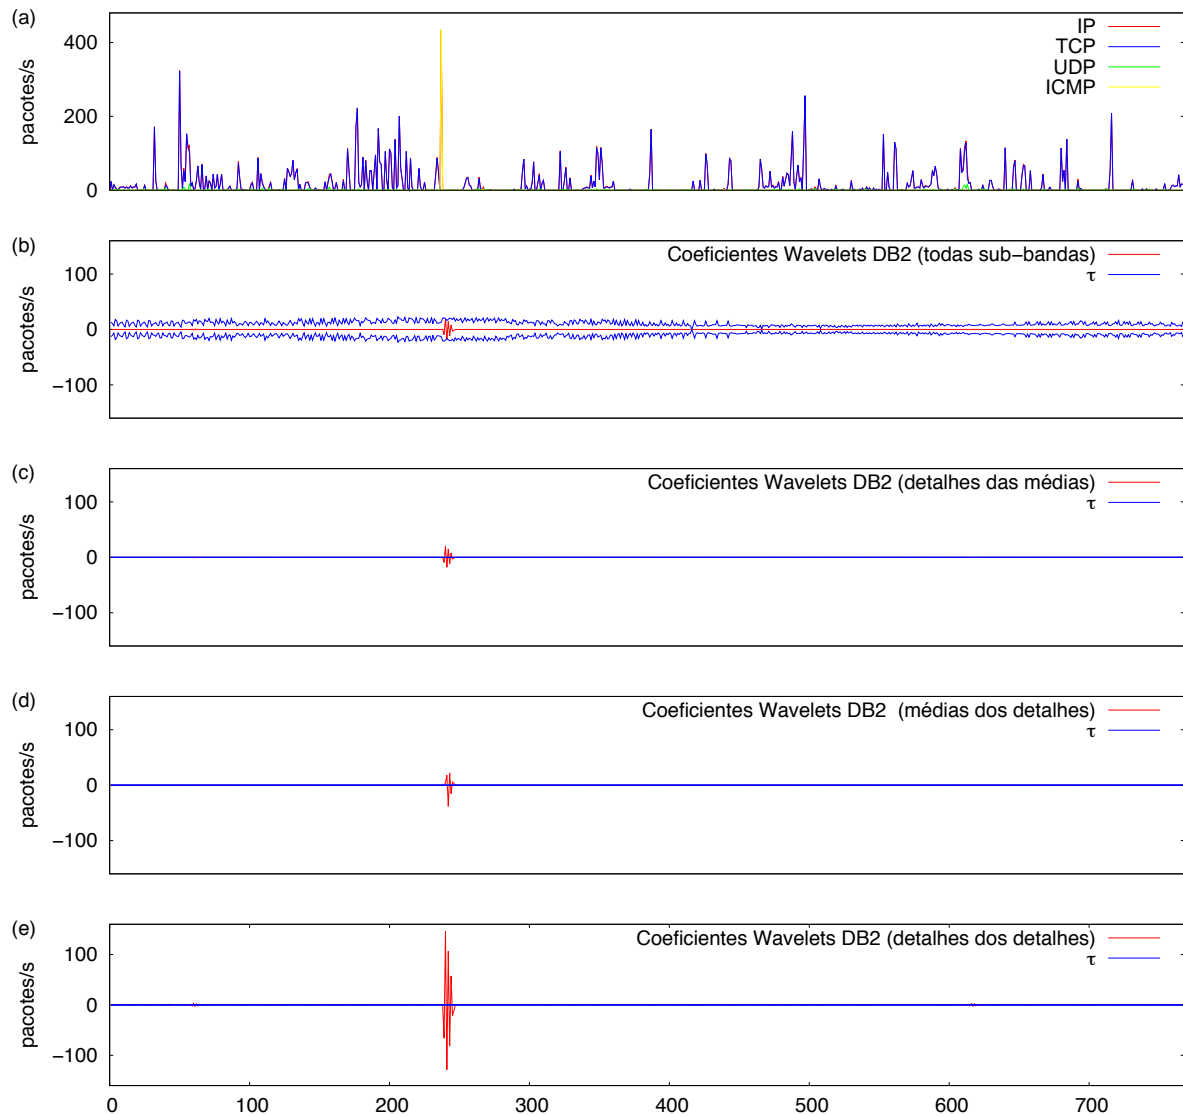 (a)
pacotes/s
400
200
0
IP
TCP
UDP
ICMP
(b)
pacotes/s
100
0
−100
Coeficientes Wavelets DB2 (todas sub−bandas)
τ
(c)
pacotes/s
100
0
−100
Coeficientes Wavelets DB2 (detalhes das médias)
τ
(d)
pacotes/s
100
0
−100
Coeficientes Wavelets DB2 (médias dos detalhes)
τ
(e)
pacotes/s
100
0
−100
Coeficientes Wavelets DB2 (detalhes dos detalhes)
τ
0 100 200 300 400 500 600 700